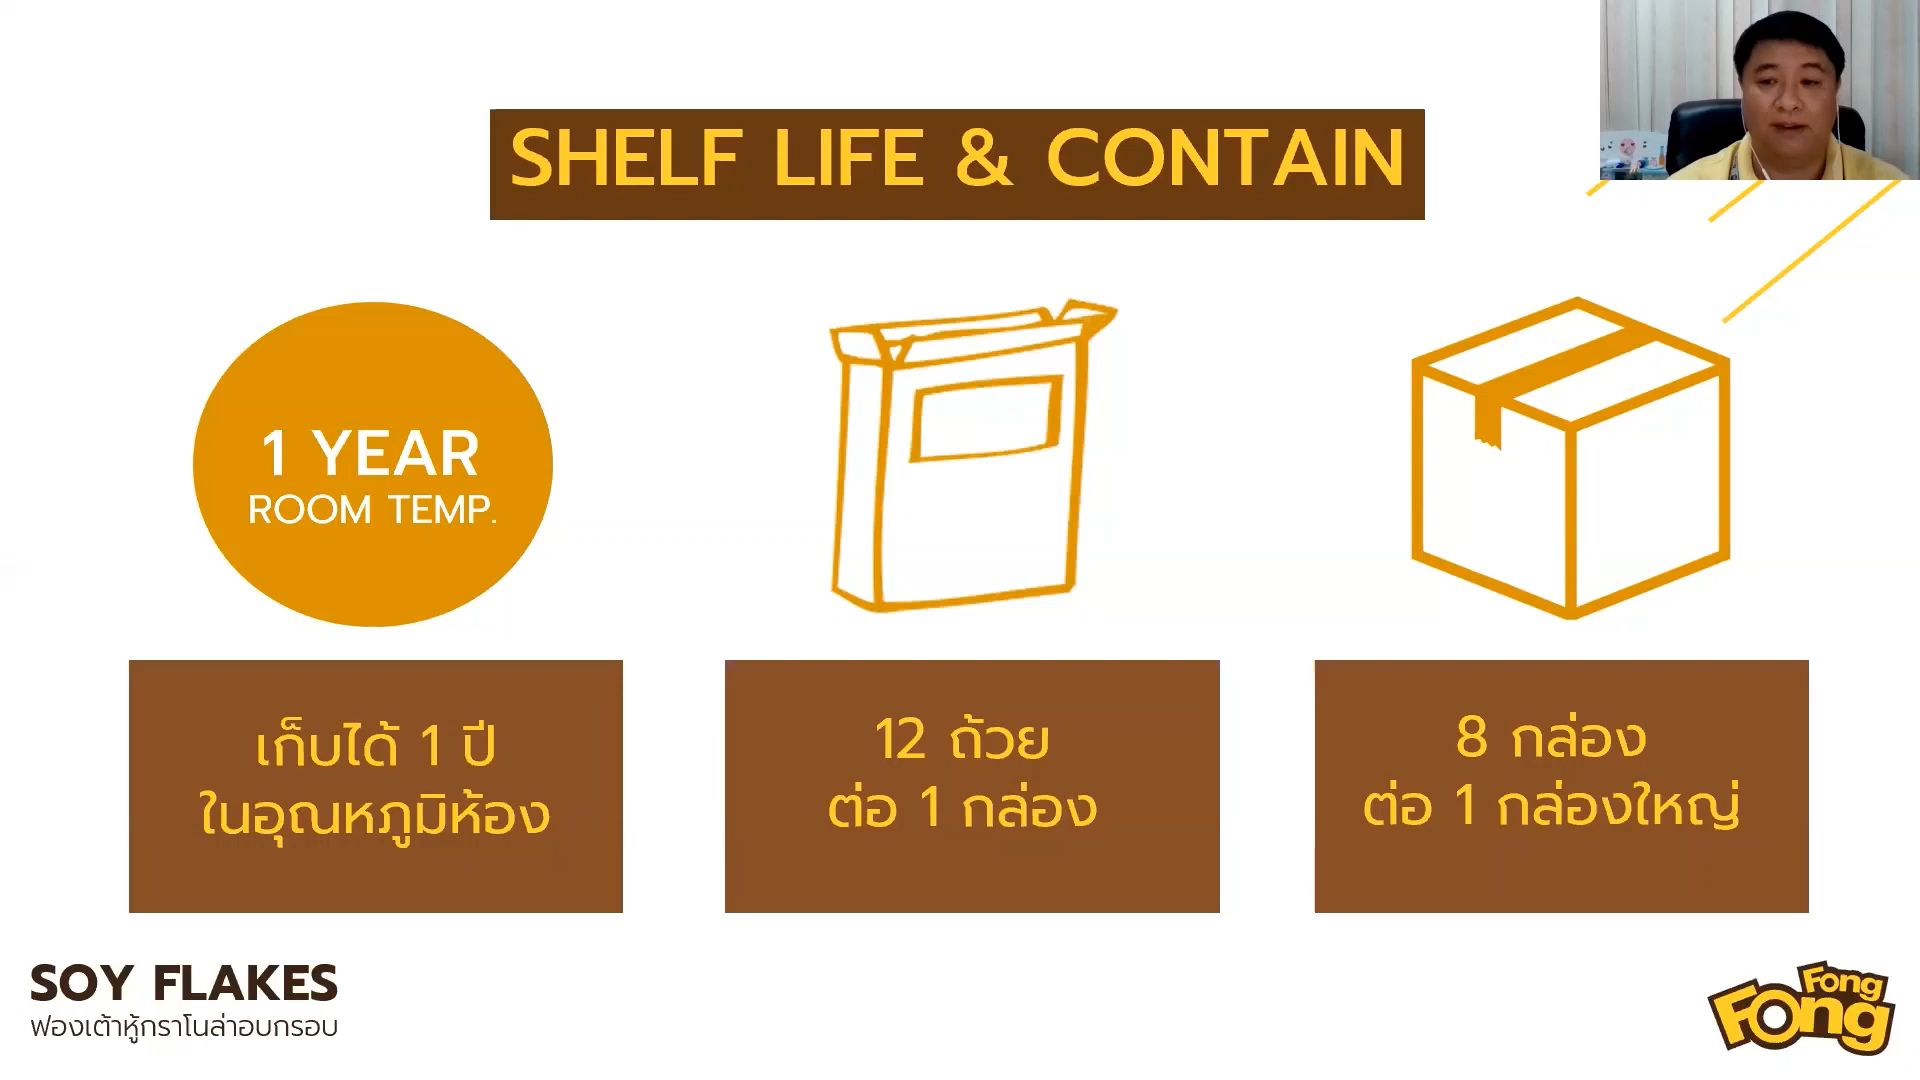 SHELF LIFE & CONTAIN
1 YEAR
ROOM TEMP.
เก็บได้ 1 ปี
ในอุณหภูมิห้อง
12 ถ้วย
ต่อ 1 กล่อง
8 กล่อง
ต่อ 1 กล่องใหญ่
SOY FLAKES
ฟองเต้าหู้กราโนล่าอบกรอบ
Fong
Fong